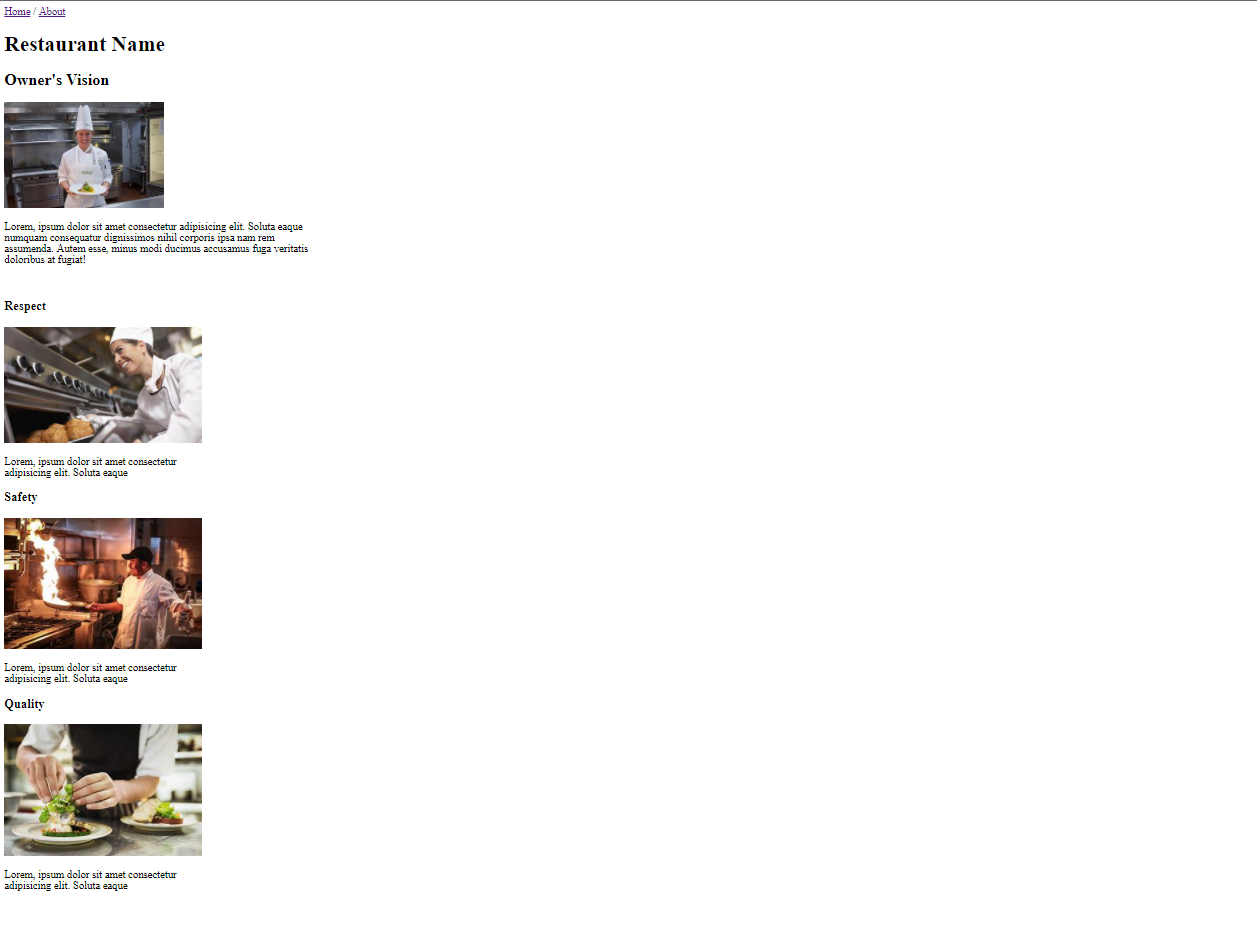 Home / About
Restaurant Name
Owner's Vision
Lorem, ipsum dolor sit amet consectetur adipisicing elit. Soluta eaque
numquam consequatur dignissimos nihil corporis ipsa nam rem
assumenda. Autem esse, minus modi ducimus accusamus fuga veritatis
doloribus at fugiat!
Respect
Lorem, ipsum dolor sit amet consectetur
adipisicing elit. Soluta eaque
Safety
Lorem, ipsum dolor sit amet consectetur
adipisicing elit. Soluta eaque
Quality
Lorem, ipsum dolor sit amet consectetur
adipisicing elit. Soluta eaque